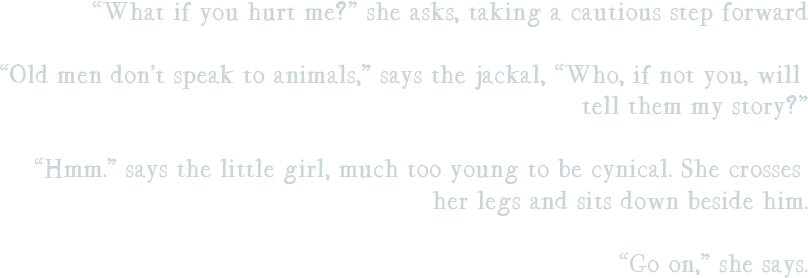 “What if you hurt me?” she asks, taking a cautious step forward
“Old men don’t speak to animals,” says the jackal, “Who, if not you, will
tell them my story?”
“Hmm.” says the little girl, much too young to be cynical. She crosses
her legs and sits down beside him.
“Go on,” she says.